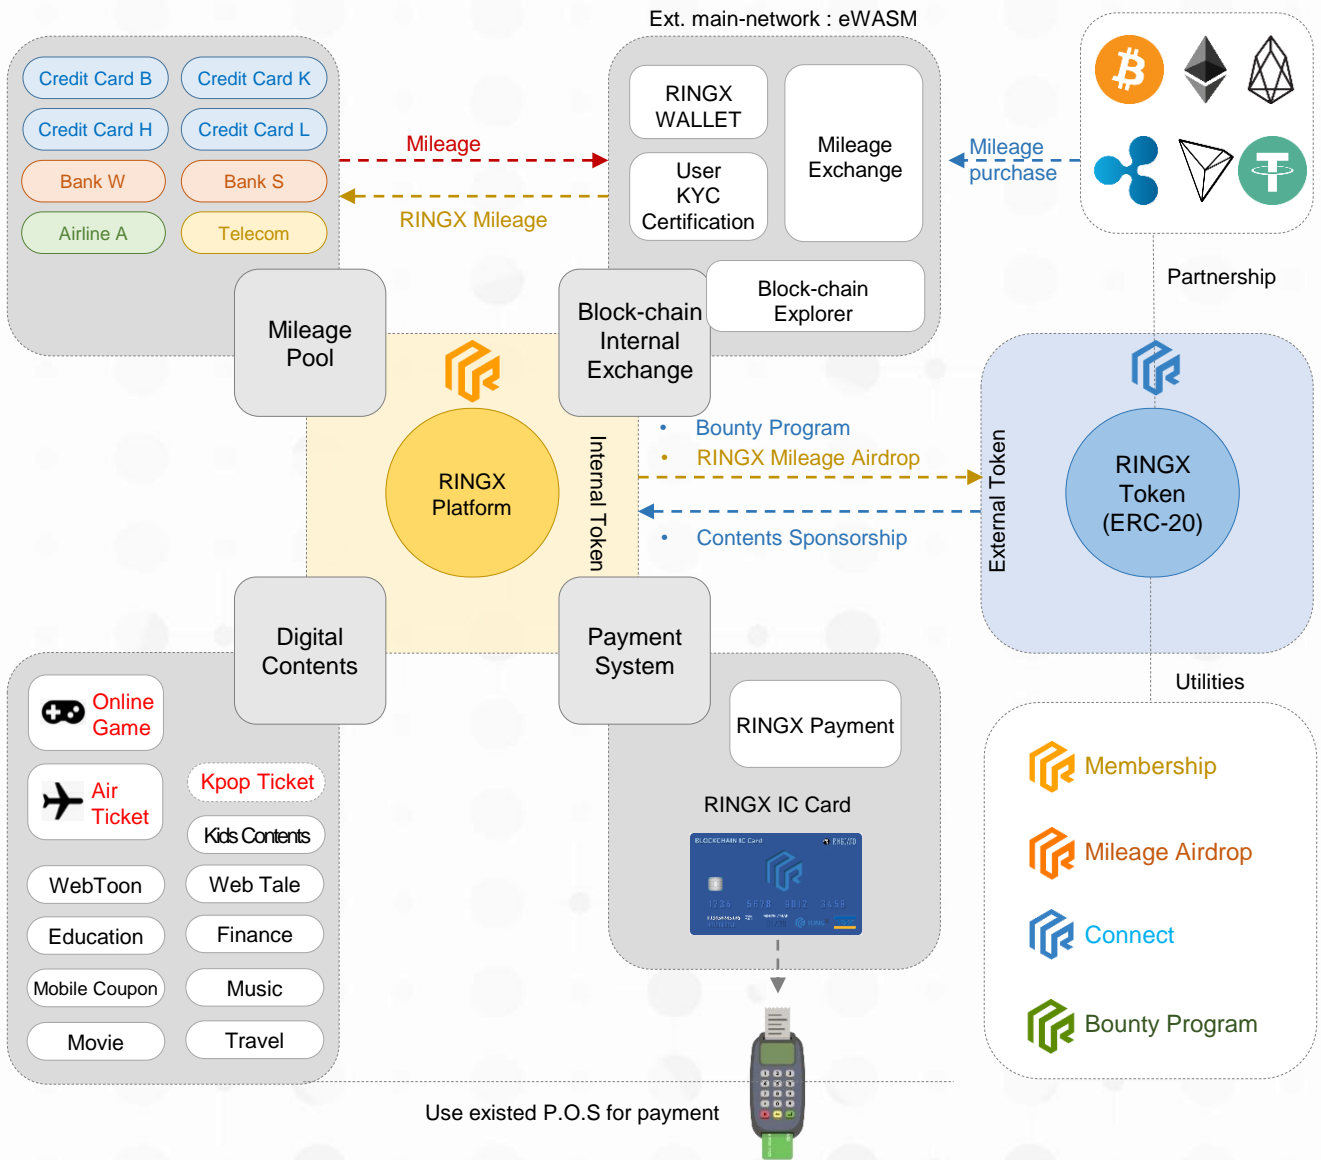 Ext. main-network : eWASM
Credit Card B
Credit Card K
Credit Card H
Credit Card L
Bank W
Bank S
Airline A
Telecom
Mileage
Pool
Mileage
RINGX Mileage
RINGX
WALLET
User
KYC
Certification
Mileage
Exchange
Block-chain
Explorer
Block-chain
Internal
Exchange
Mileage
purchase
Partnership
RINGX
Platform
Internal Token
• Bounty Program
• RINGX Mileage Airdrop
• Contents Sponsorship
External Token
RINGX
Token
(ERC-20)
Digital
Contents
Payment
System
Utilities
Online
Game
Air
Ticket
Kpop Ticket
Kids Contents
WebToon
Web Tale
Education
Finance
Mobile Coupon
Music
Movie
Travel
RINGX Payment
RINGX IC Card
BLOCKCHAIN IC Card
Membership
Mileage Airdrop
Connect
Bounty Program
Use existed P.O.S for payment